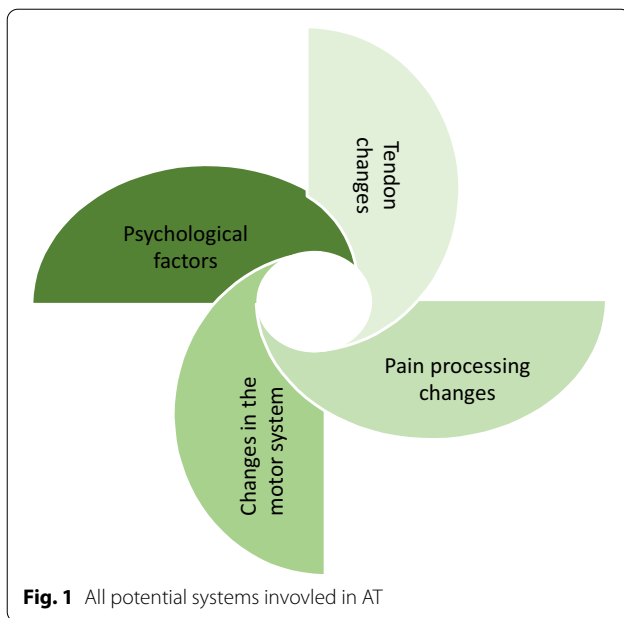 Tendon
changes
Psychological
factors
Pain processing
changes
Changes in the
motor system
Fig. 1 All potential systems invovled in AT